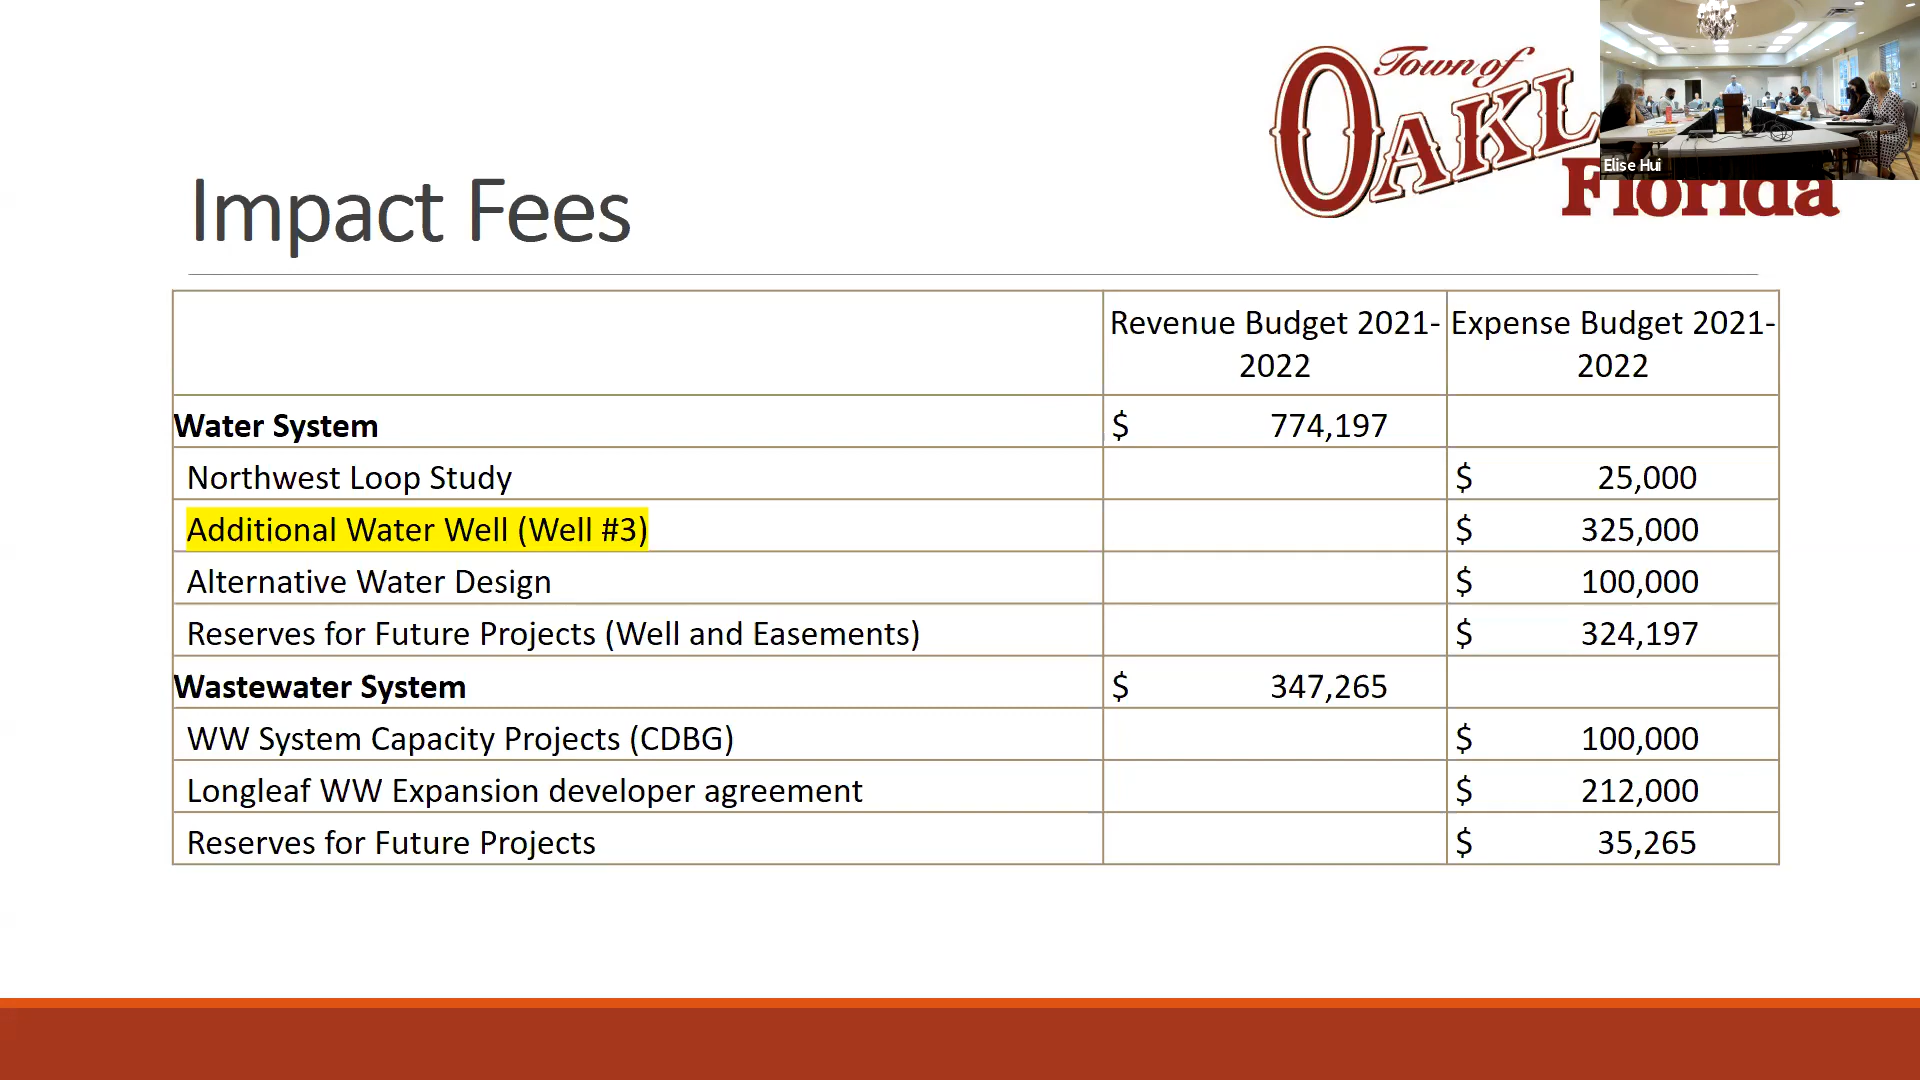 Town of
OAKL
Florida
Elise Hui
Impact Fees
Revenue Budget 2021-
2022
Expense Budget 2021-
2022
Water System $ 774,197
Northwest Loop Study $ 25,000
Additional Water Well (Well #3) $ 325,000
Alternative Water Design $ 100,000
Reserves for Future Projects (Well and Easements) $ 324,197
Wastewater System $ 347,265
WW System Capacity Projects (CDBG) $ 100,000
Longleaf WW Expansion developer agreement $ 212,000
Reserves for Future Projects $ 35,265